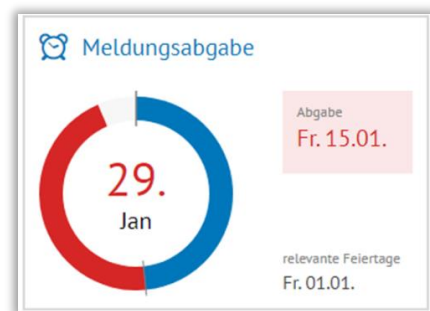 Meldungsabgabe
29.
Jan
Abgabe
Fr. 15.01.
relevante Feiertage
Fr. 01.01.